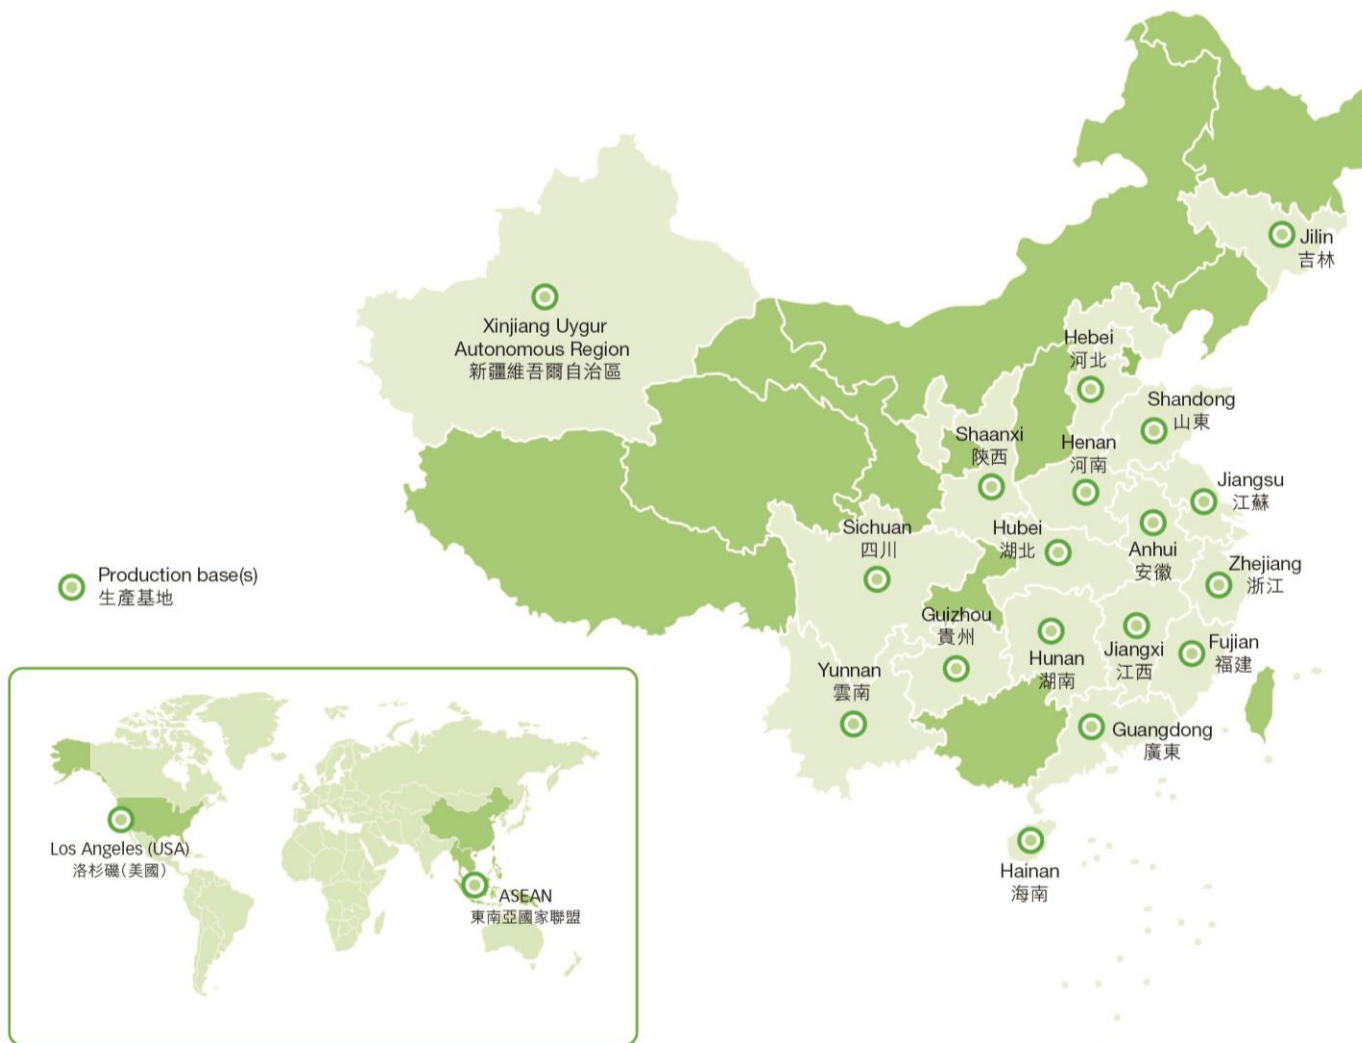 Jilin
吉林
Xinjiang Uygur
Autonomous Region
新疆維吾爾自治區
Hebei
河北
Shandong
山東
Shaanxi
陝西
Henan
河南
Jiangsu
江蘇
Sichuan
四川
Hubei
湖北
Anhui
安徽
Zhejiang
浙江
Production base(s)
生產基地
Guizhou
貴州
Hunan
湖南
Jiangxi
江西
Fujian
福建
Yunnan
雲南
Guangdong
廣東
Hainan
海南
Los Angeles (USA)
洛杉磯(美國)
ASEAN
東南亞國家聯盟